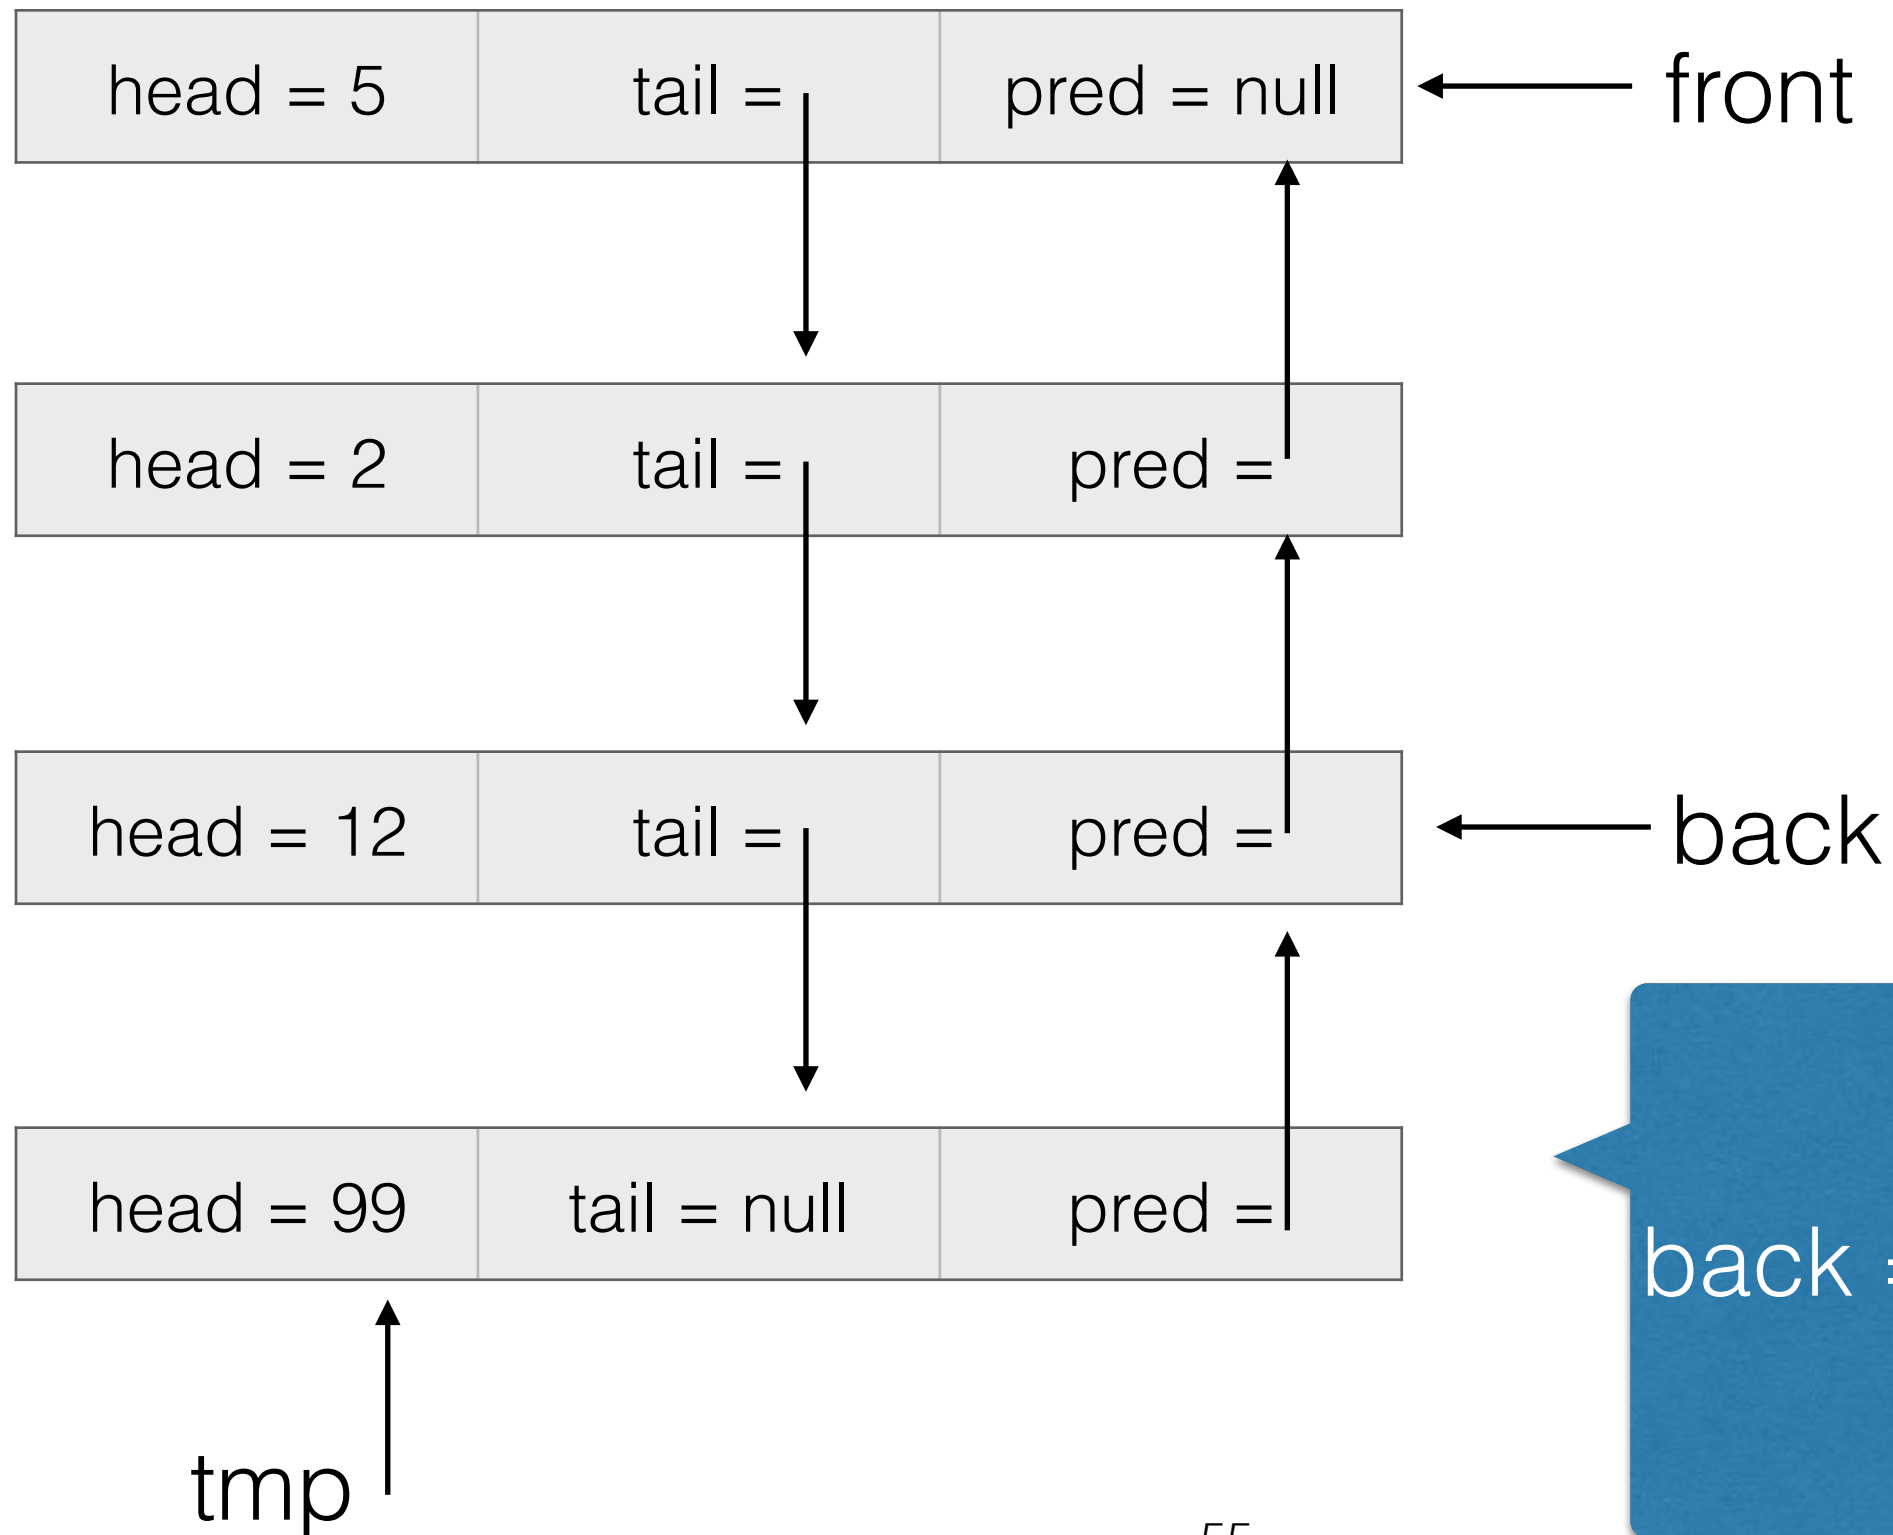 head = 5 tail = pred = null front
head = 2 tail = pred =
head = 12 tail = pred = back
head = 99 tail = null pred =
back =
tmp
55